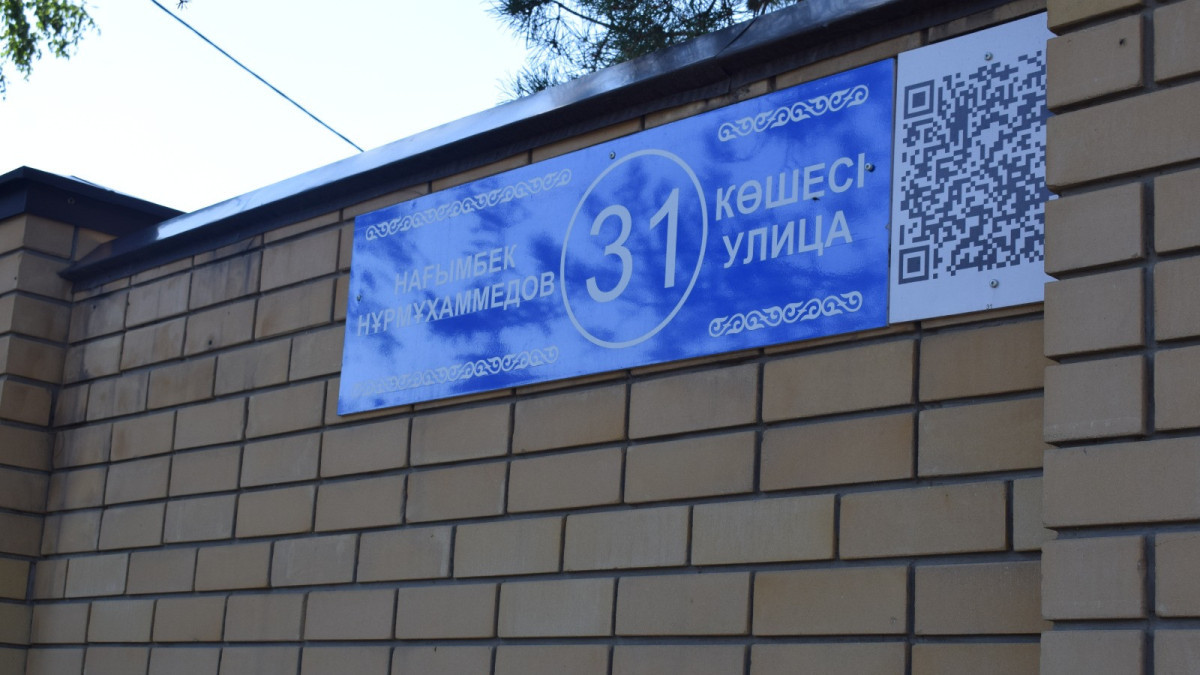 НАҒЫМБЕК
НҰРМҰХАММЕДОВ
31
КӨШЕСІ
УЛИЦА